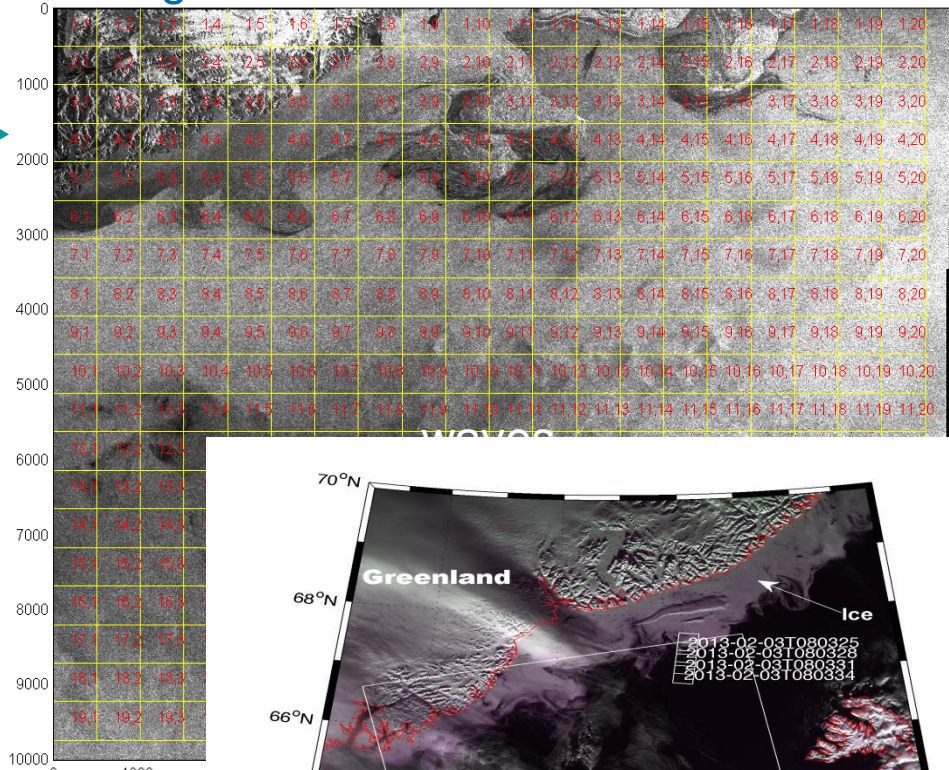 0
1,2 1,3 1,4 1,5 1,6 1,7 1,8 1,10 1,11 1,12 1,13 1,14 1,15 1,16 1,17 1,18 1,19 1,20
2,4 2,5 2,6 2,7 2,8 2,9 2,10 2,11 2,12 2,13 2,14 2,15 2,16 2,17 2,18 2,19 2,20
1000
3,1 3,2 3,6 3,7 3,8 3,9 3,10 3,11 3,12 3,13 3,14 3,15 3,16 3,17 3,18 3,19 3,20
4,4 4,5 4,6 4,7 4,8 4,9 4,10 4,11 4,12 4,13 4,14 4,15 4,16 4,17 4,18 4,19 4,20
2000
5,1 5,2 5,3 5,4 5,5 5,6 5,7 5,8 5,9 5,10 5,11 5,12 5,13 5,14 5,15 5,16 5,17 5,18 5,19 5,20
6,1 6,2 6,3 6,4 6,5 6,6 6,7 6,8 6,9 6,10 6,11 6,12 6,13 6,14 6,15 6,16 6,17 6,18 6,19 6,20
3000
7,1 7,2 7,3 7,4 7,5 7,6 7,7 7,8 7,9 7,10 7,11 7,12 7,13 7,14 7,15 7,16 7,17 7,18 7,19 7,20
8,1 8,2 8,3 8,4 8,5 8,6 8,7 8,8 8,9 8,10 8,11 8,12 8,13 8,14 8,15 8,16 8,17 8,18 8,19 8,20
4000
9,1 9,2 9,3 9,4 9,5 9,6 9,7 9,8 9,9 9,10 9,11 9,12 9,13 9,14 9,15 9,16 9,17 9,18 9,19 9,20
10,1 10,2 10,3 10,4 10,5 10,6 10,7 10,8 10,9 10,10 10,11 10,12 10,13 10,14 10,15 10,16 10,17 10,18 10,19 10,20
5000
11,1 11,2 11,3 11,4 11,5 11,6 11,7 11,8 11,9 11,10 11,11 11,12 11,13 11,14 11,15 11,16 11,17 11,18 11,19 11,20
waves
12,1 12,2 12,3
6000
13,1 13,2 13,3
14,1 14,2 14,3
7000
15,1 15,2 15,3
16,1 16,2 16,3
8000
17,1 17,2 17,3
18,1 18,2 18,3
9000
19,1 19,2 19,3
10000
70°N
Greenland
68°N
Ice
2013-02-03T080325
2013-02-03T080328
2013-02-03T080331
2013-02-03T080334
66°N